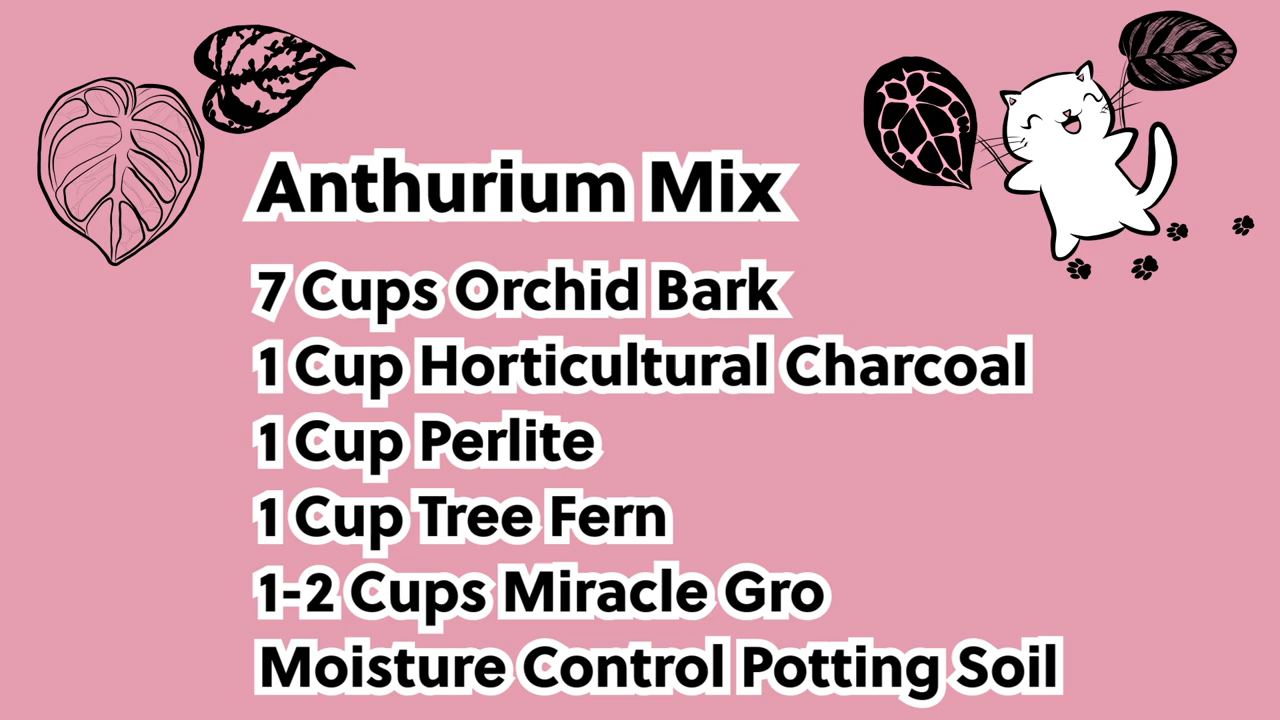 Anthurium Mix
7 Cups Orchid Bark
1 Cup Horticultural Charcoal
1 Cup Perlite
1 Cup Tree Fern
1-2 Cups Miracle Gro
Moisture Control Potting Soil